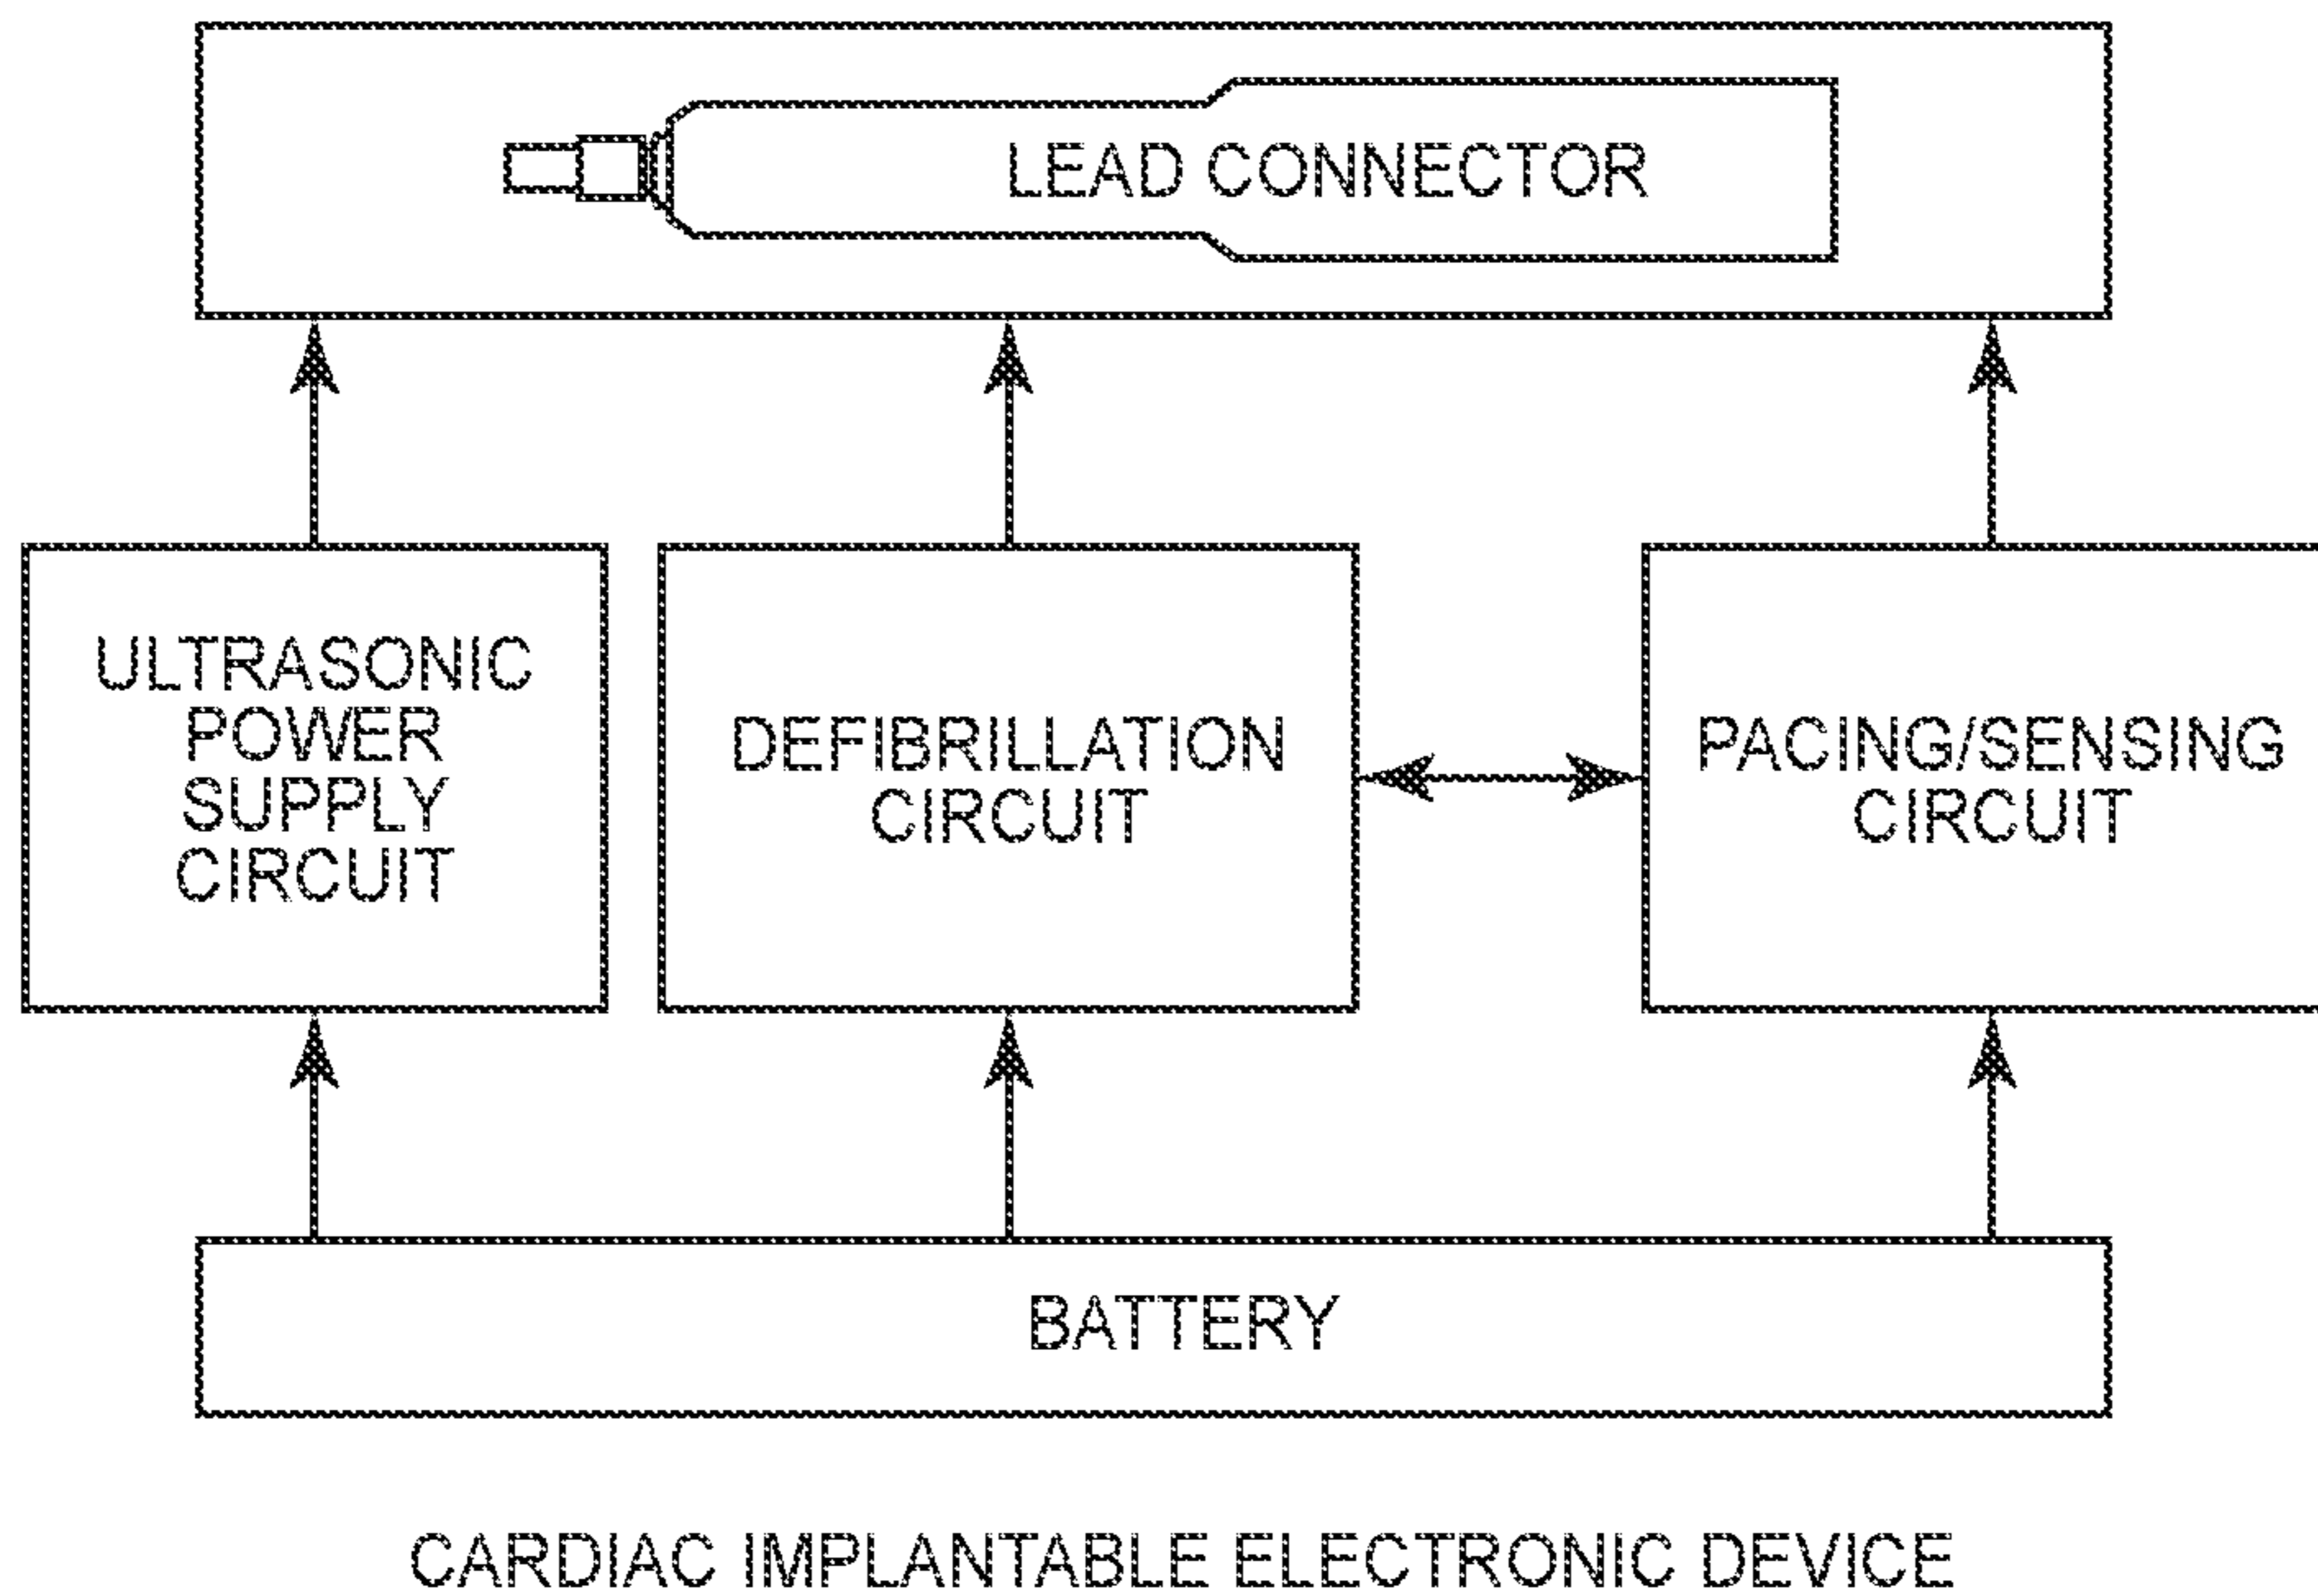 LEAD CONNECTOR
ULTRASONIC
POWER
SUPPLY
CIRCUIT
DEFIBRILLATION
CIRCUIT
PACING/SENSING
CIRCUIT
BATTERY
CARDIAC IMPLANTABLE ELECTRONIC DEVICE